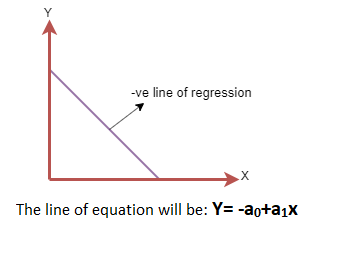 Y
-ve line of regression
X
The line of equation will be: Y= -a₀+a₁x